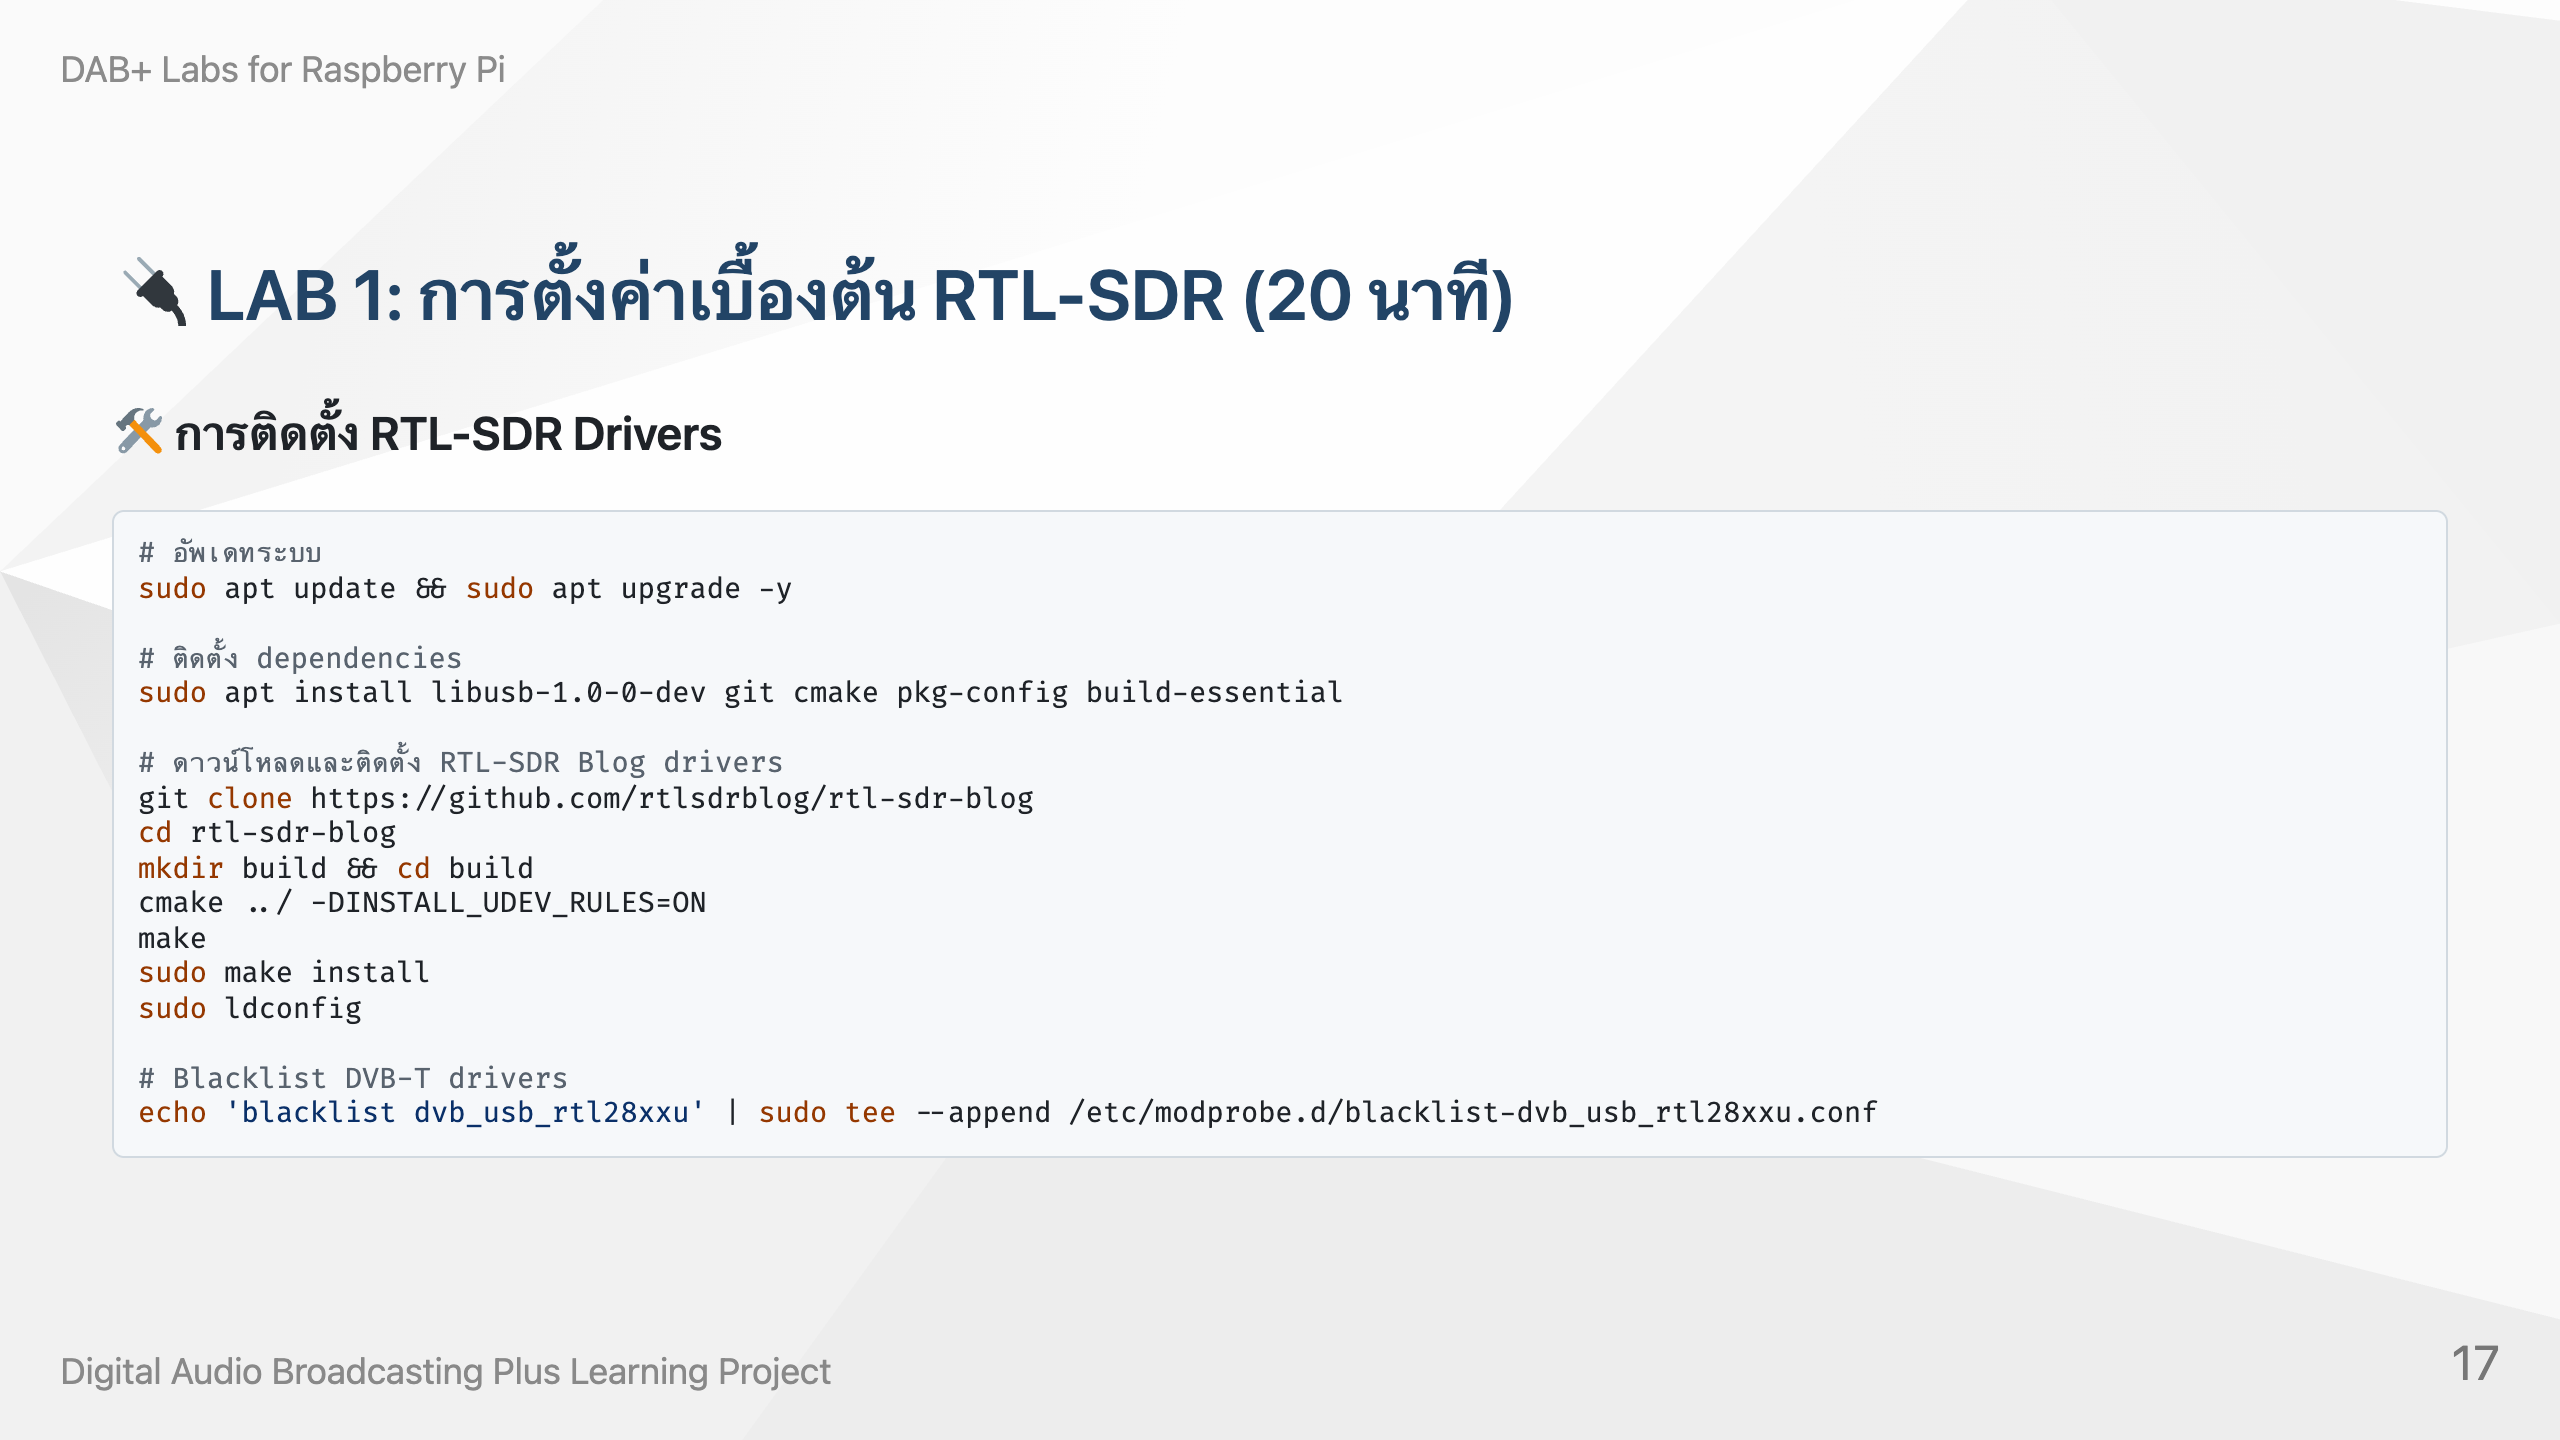 DAB+ Labs for Raspberry Pi
LAB 1: การตั้งค่าเบื้องต้น RTL-SDR (20 นาที)
การติดตั้ง RTL-SDR Drivers
# อัพเดทระบบ
sudo apt update && sudo apt upgrade -y
# ติดตั้ง dependencies
sudo apt install libusb-1.0-0-dev git cmake pkg-config build-essential
# ดาวน์โหลดและติดตั้ง RTL-SDR Blog drivers
git clone https://github.com/rtlsdrblog/rtl-sdr-blog
cd rtl-sdr-blog
mkdir build && cd build
cmake ../ -DINSTALL_UDEV_RULES=ON
make
sudo make install
sudo ldconfig
# Blacklist DVB-T drivers
echo 'blacklist dvb_usb_rtl28xxu' | sudo tee --append /etc/modprobe.d/blacklist-dvb_usb_rtl28xxu.conf
Digital Audio Broadcasting Plus Learning Project
17